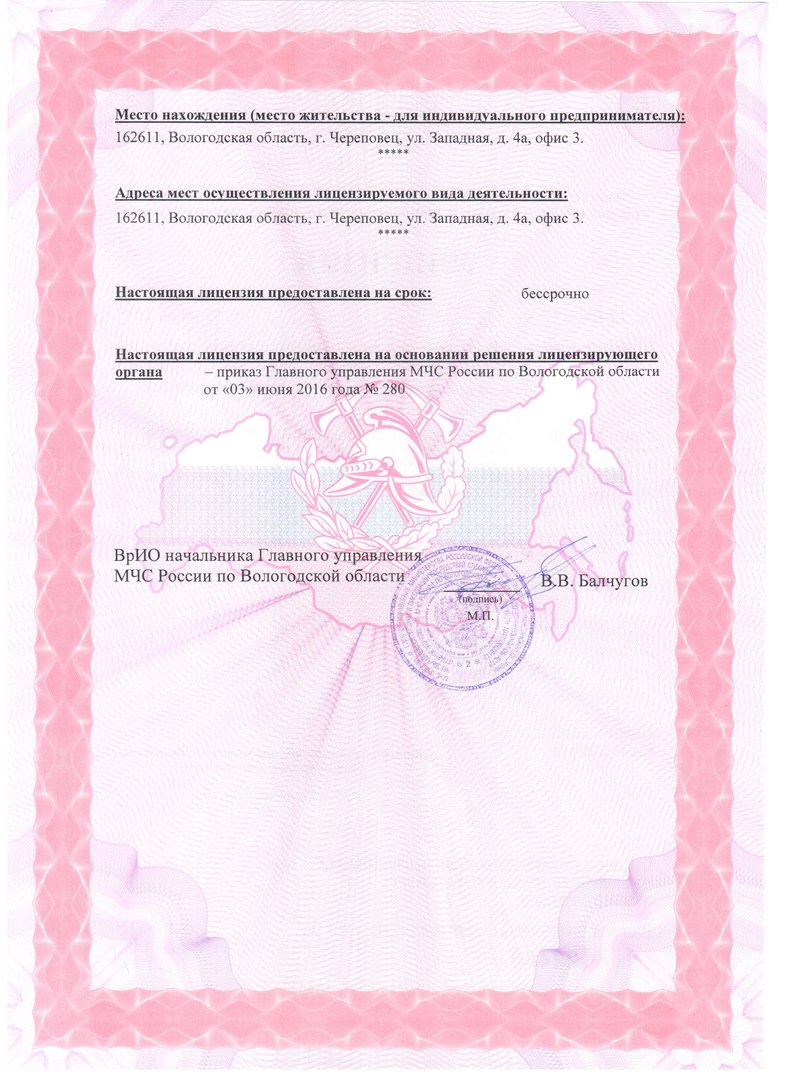 Место нахождения (место жительства - для индивидуального предпринимателя):
162611, Вологодская область, г. Череповец, ул. Западная, д. 4а, офис 3.
*****
Адреса мест осуществления лицензируемого вида деятельности:
162611, Вологодская область, г. Череповец, ул. Западная, д. 4а, офис 3.
*****
Настоящая лицензия предоставлена на срок: бессрочно
Настоящая лицензия предоставлена на основании решения лицензирующего
органа – приказ Главного управления МЧС России по Вологодской области
от «03» июня 2016 года № 280
ВрИО начальника Главного управления
МЧС России по Вологодской области В.В. Балчугов
(подпись)
М.П.